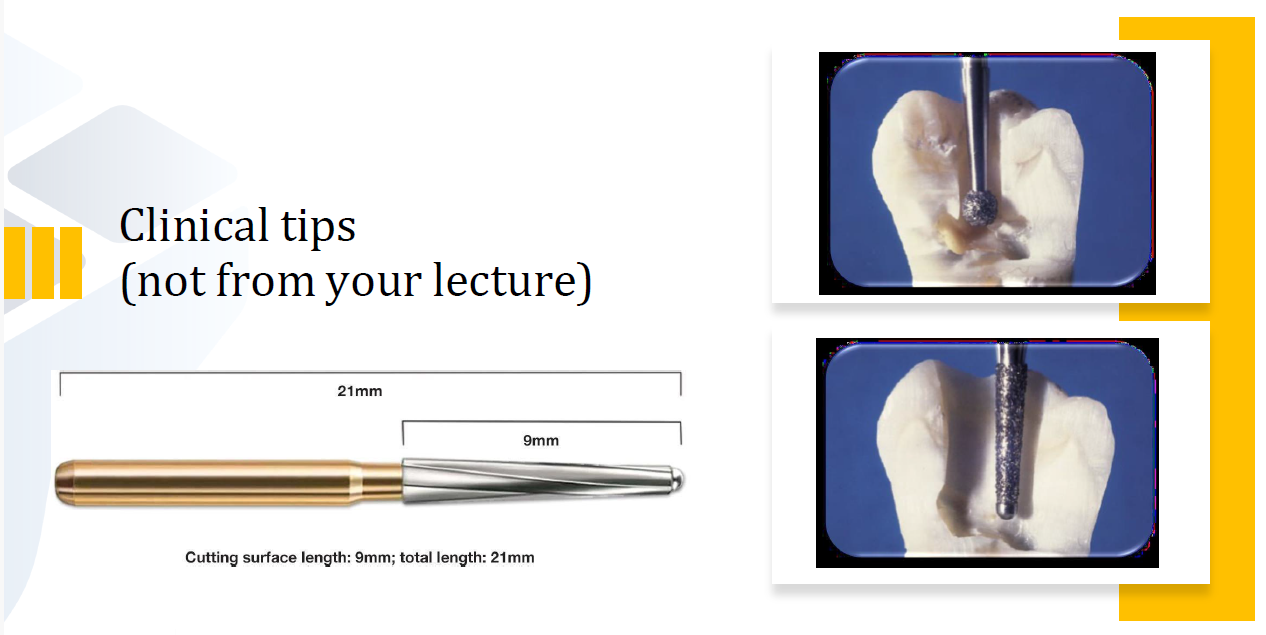 Clinical tips
(not from your lecture)
21mm
9mm
Cutting surface length: 9mm; total length: 21mm